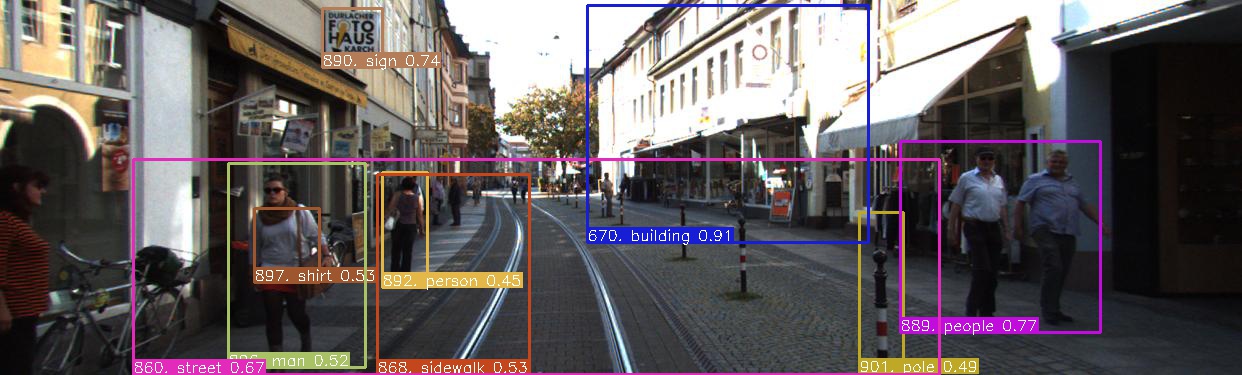 DURLACHER
FOTO
HAUS
KARCH
890. sign 0.74
670. building 0.91
897. shirt 0.53
892. person 0.45
889. people 0.77
man 0.52
860. street 0.67
868. sidewalk 0.53
901. pole 0.49